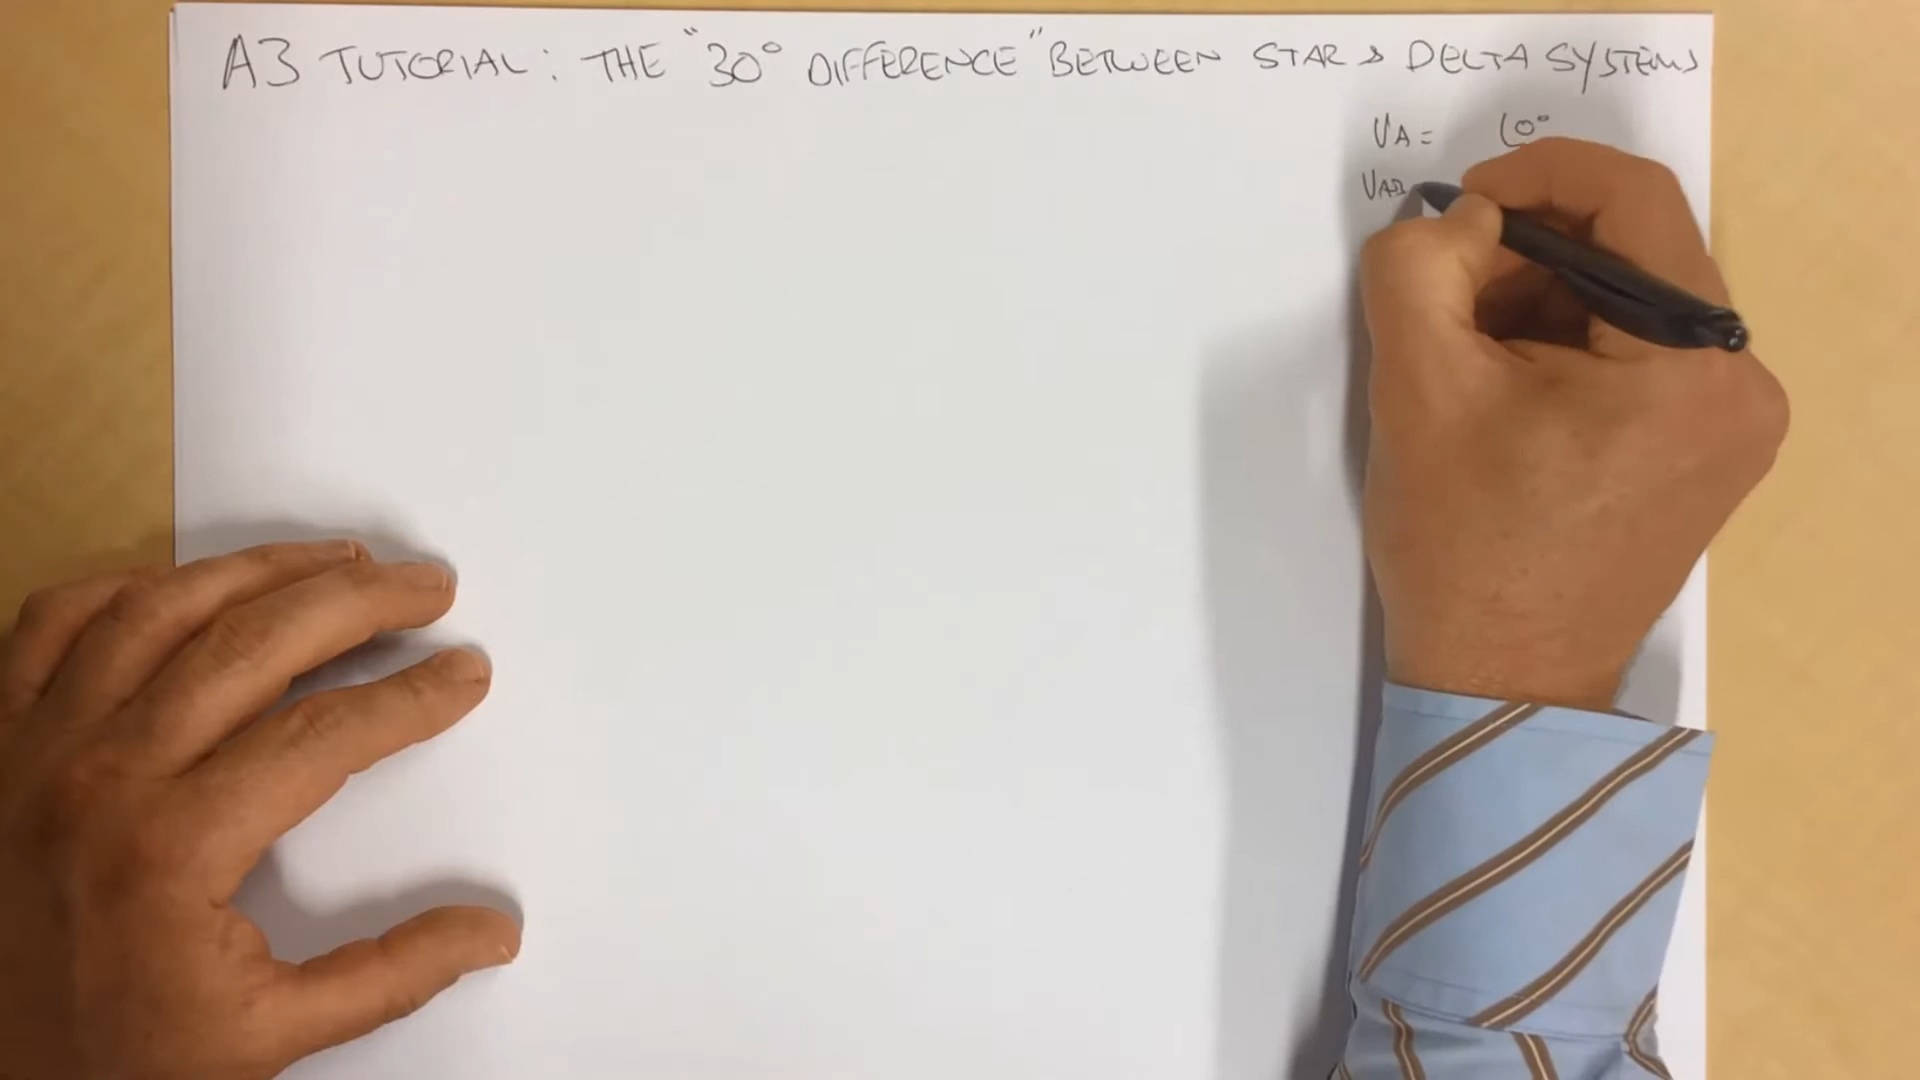 A3 TUTORIAL: THE "30° DIFFERENCE" BETWEEN STAR & DELTA SYSTEMS
VA = ∠0°
VAB